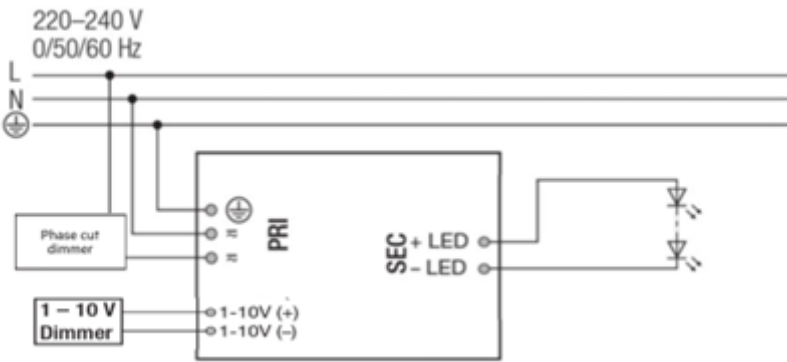 220–240 V
0/50/60 Hz
L
N
Phase cut
dimmer
1 – 10 V
Dimmer
≂
≂
PRI
1-10V (+)
1-10V (–)
SEC
+ LED
– LED